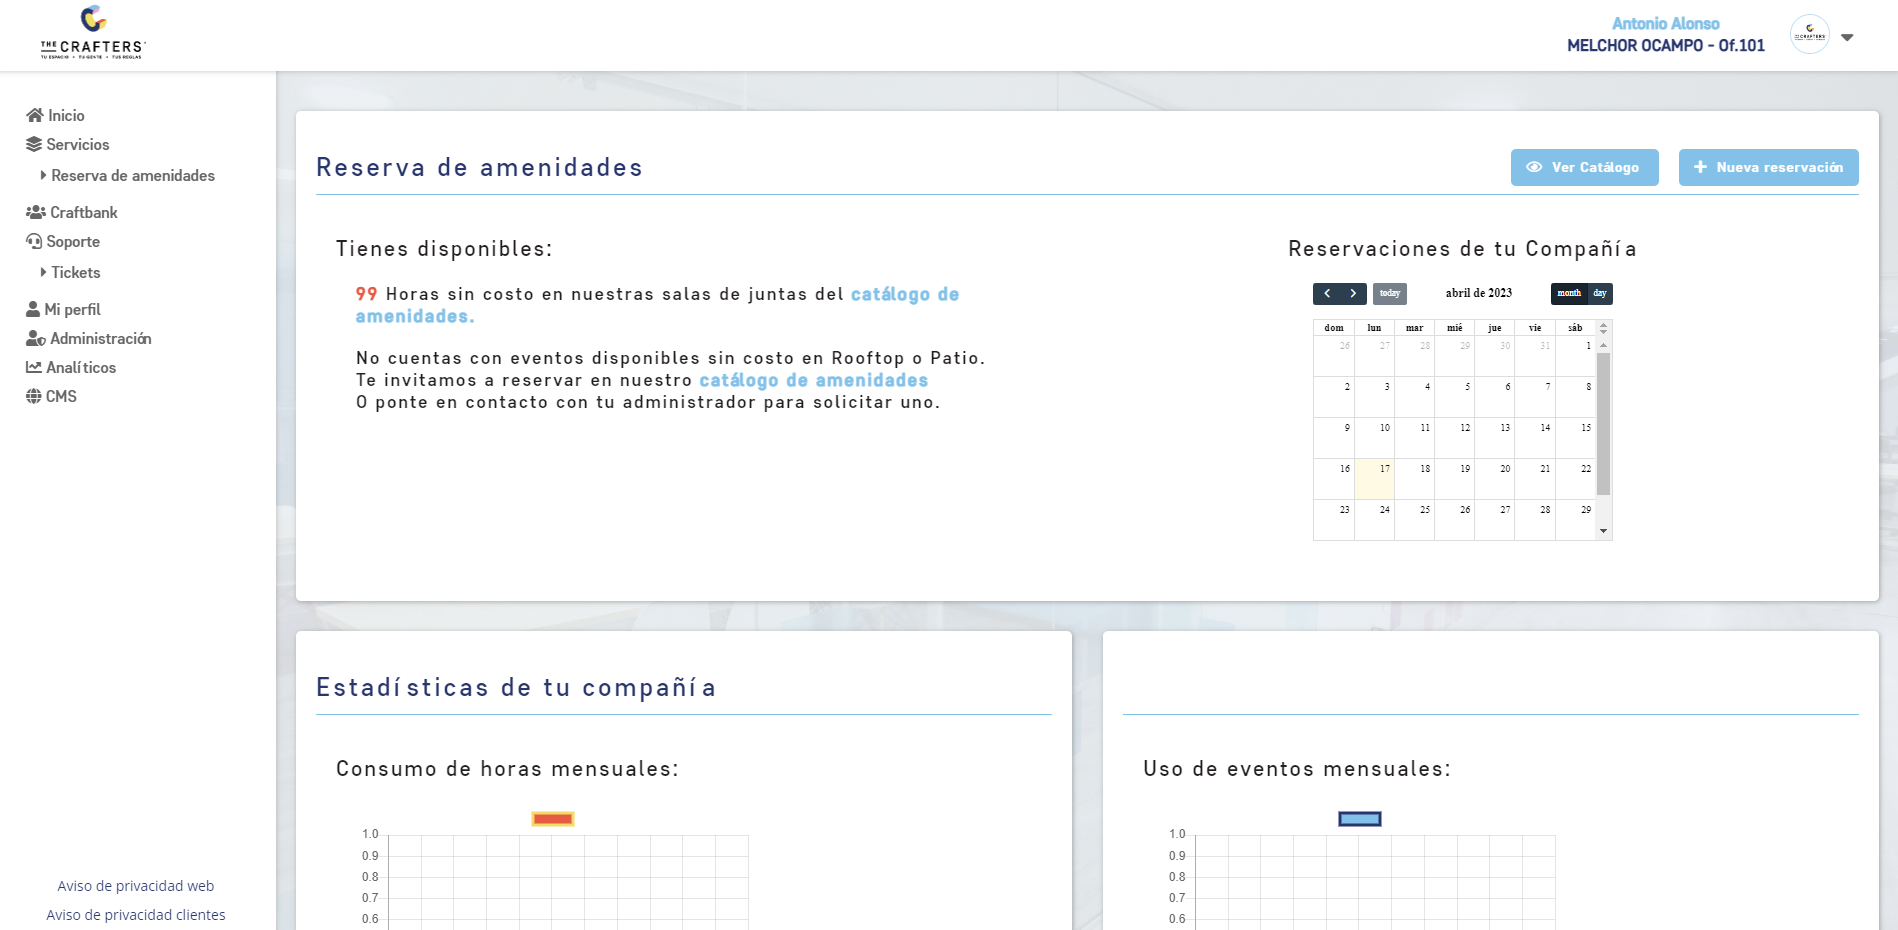 THE CRAFTERS
TU ESPACIO • TU GENTE • TUS REGLAS
Antonio Alonso
MELCHOR OCAMPO - Of.101
Inicio
Servicios
Reserva de amenidades
Craftbank
Soporte
Tickets
Mi perfil
Administración
Analíticos
CMS
Aviso de privacidad web
Aviso de privacidad clientes
Reserva de amenidades
Ver Catálogo
Nueva reservación
Tienes disponibles:
99 Horas sin costo en nuestras salas de juntas del catálogo de
amenidades.
No cuentas con eventos disponibles sin costo en Rooftop o Patio.
Te invitamos a reservar en nuestro catálogo de amenidades
O ponte en contacto con tu administrador para solicitar uno.
Reservaciones de tu Compañía
today abril de 2023 month day
dom lun mar mié jue vie sáb
26 27 28 29 30 31 1
2 3 4 5 6 7 8
9 10 11 12 13 14 15
16 17 18 19 20 21 22
23 24 25 26 27 28 29
Estadísticas de tu compañía
Consumo de horas mensuales:
1.0
0.9
0.8
0.7
0.6
Uso de eventos mensuales:
1.0
0.9
0.8
0.7
0.6